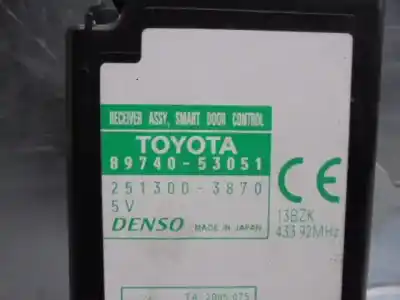 RECEIVER ASSY, SMART DOOR CONTROL
TOYOTA
89740-53051
251300-3870
5V
DENSO MADE IN JAPAN
CE
13BZK
433.92MHz